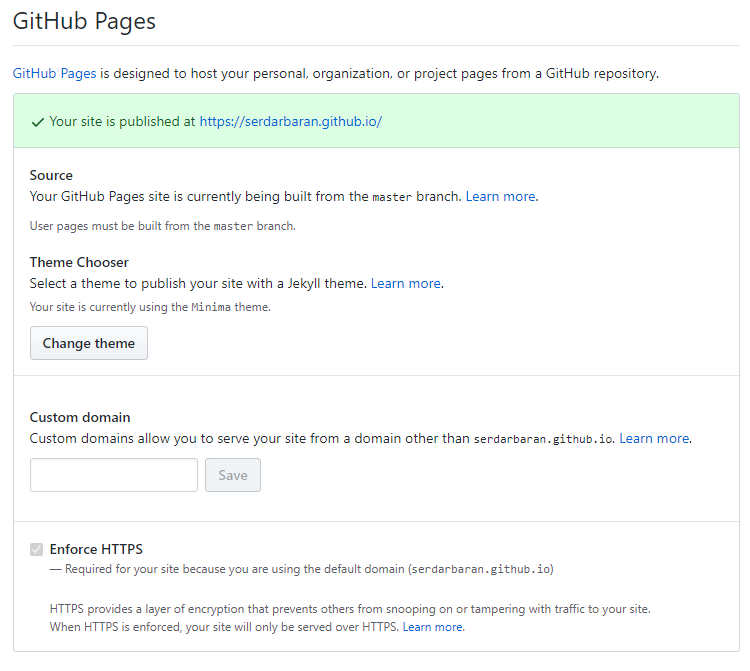 GitHub Pages
GitHub Pages is designed to host your personal, organization, or project pages from a GitHub repository.
Your site is published at https://serdarbaran.github.io/
Source
Your GitHub Pages site is currently being built from the master branch. Learn more.
User pages must be built from the master branch.
Theme Chooser
Select a theme to publish your site with a Jekyll theme. Learn more.
Your site is currently using the Minima theme.
Change theme
Custom domain
Custom domains allow you to serve your site from a domain other than serdarbaran.github.io. Learn more.
Save
Enforce HTTPS
— Required for your site because you are using the default domain (serdarbaran.github.io)
HTTPS provides a layer of encryption that prevents others from snooping on or tampering with traffic to your site.
When HTTPS is enforced, your site will only be served over HTTPS. Learn more.